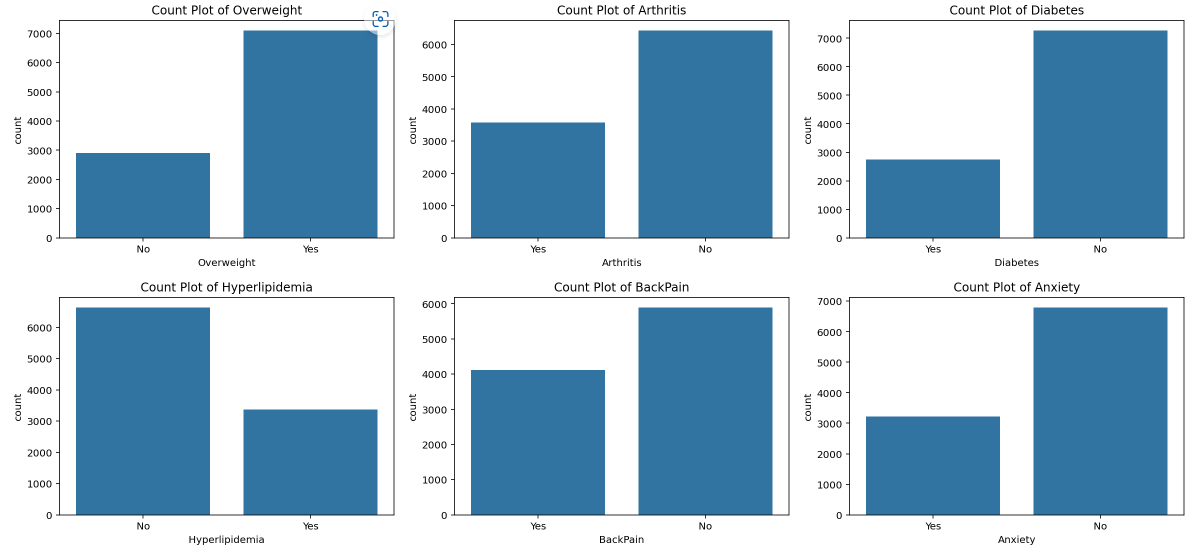 Count Plot of Overweight
7000
6000
5000
4000
3000
2000
1000
0
count
No Yes
Overweight
Count Plot of Arthritis
6000
5000
4000
3000
2000
1000
0
count
Yes No
Arthritis
Count Plot of Diabetes
7000
6000
5000
4000
3000
2000
1000
0
count
Yes No
Diabetes
Count Plot of Hyperlipidemia
6000
5000
4000
3000
2000
1000
0
count
No Yes
Hyperlipidemia
Count Plot of BackPain
6000
5000
4000
3000
2000
1000
0
count
Yes No
BackPain
Count Plot of Anxiety
7000
6000
5000
4000
3000
2000
1000
0
count
Yes No
Anxiety